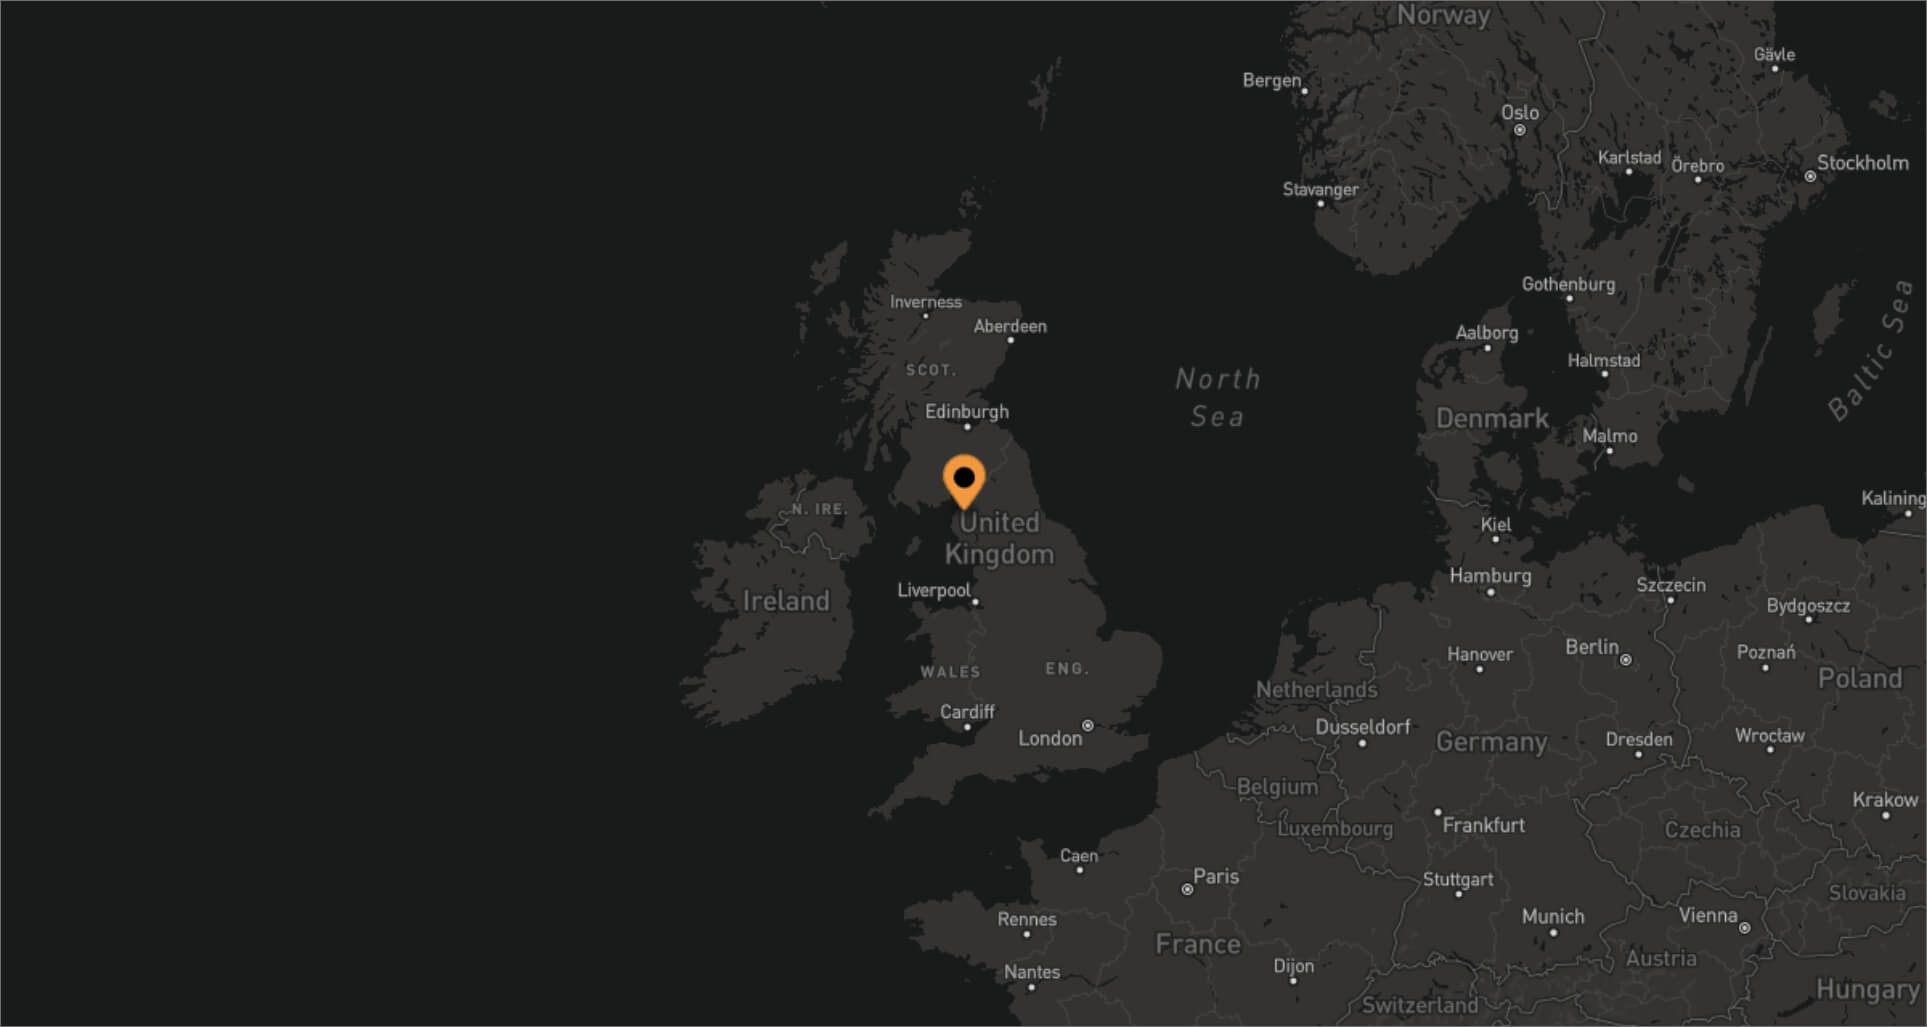 Norway
Gävle
Bergen
Oslo
Karlstad
Örebro
Stockholm
Stavanger
Gothenburg
Inverness
Aberdeen
Aalborg
Baltic Sea
SCOT.
Halmstad
North
Sea
Edinburgh
Denmark
Malmo
Kalining
N. IRE.
United
Kingdom
Kiel
Hamburg
Szczecin
Liverpool
Ireland
Bydgoszcz
Hanover
Berlin
Poznań
WALES
ENG.
Netherlands
Poland
Cardiff
London
Dusseldorf
Germany
Dresden
Wrocław
Belgium
Krakow
Luxembourg
Frankfurt
Czechia
Caen
Paris
Stuttgart
Slovakia
Rennes
Munich
Vienna
France
Nantes
Dijon
Austria
Switzerland
Hungary